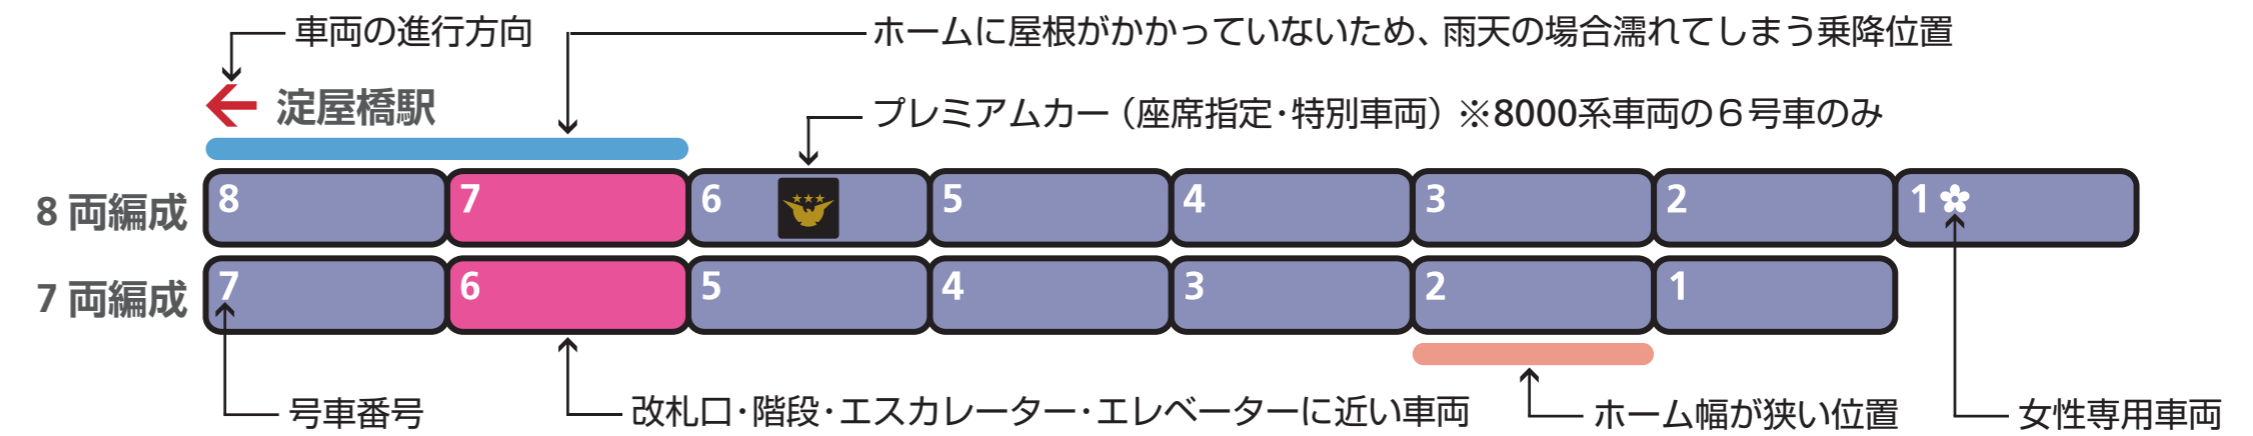 車両の進行方向
ホームに屋根がかかっていないため、雨天の場合濡れてしまう乗降位置
淀屋橋駅
プレミアムカー（座席指定・特別車両）※8000系車両の６号車のみ
8 両編成
8 7 6 5 4 3 2 1
7 両編成
7 6 5 4 3 2 1
号車番号
改札口・階段・エスカレーター・エレベーターに近い車両
ホーム幅が狭い位置
女性専用車両